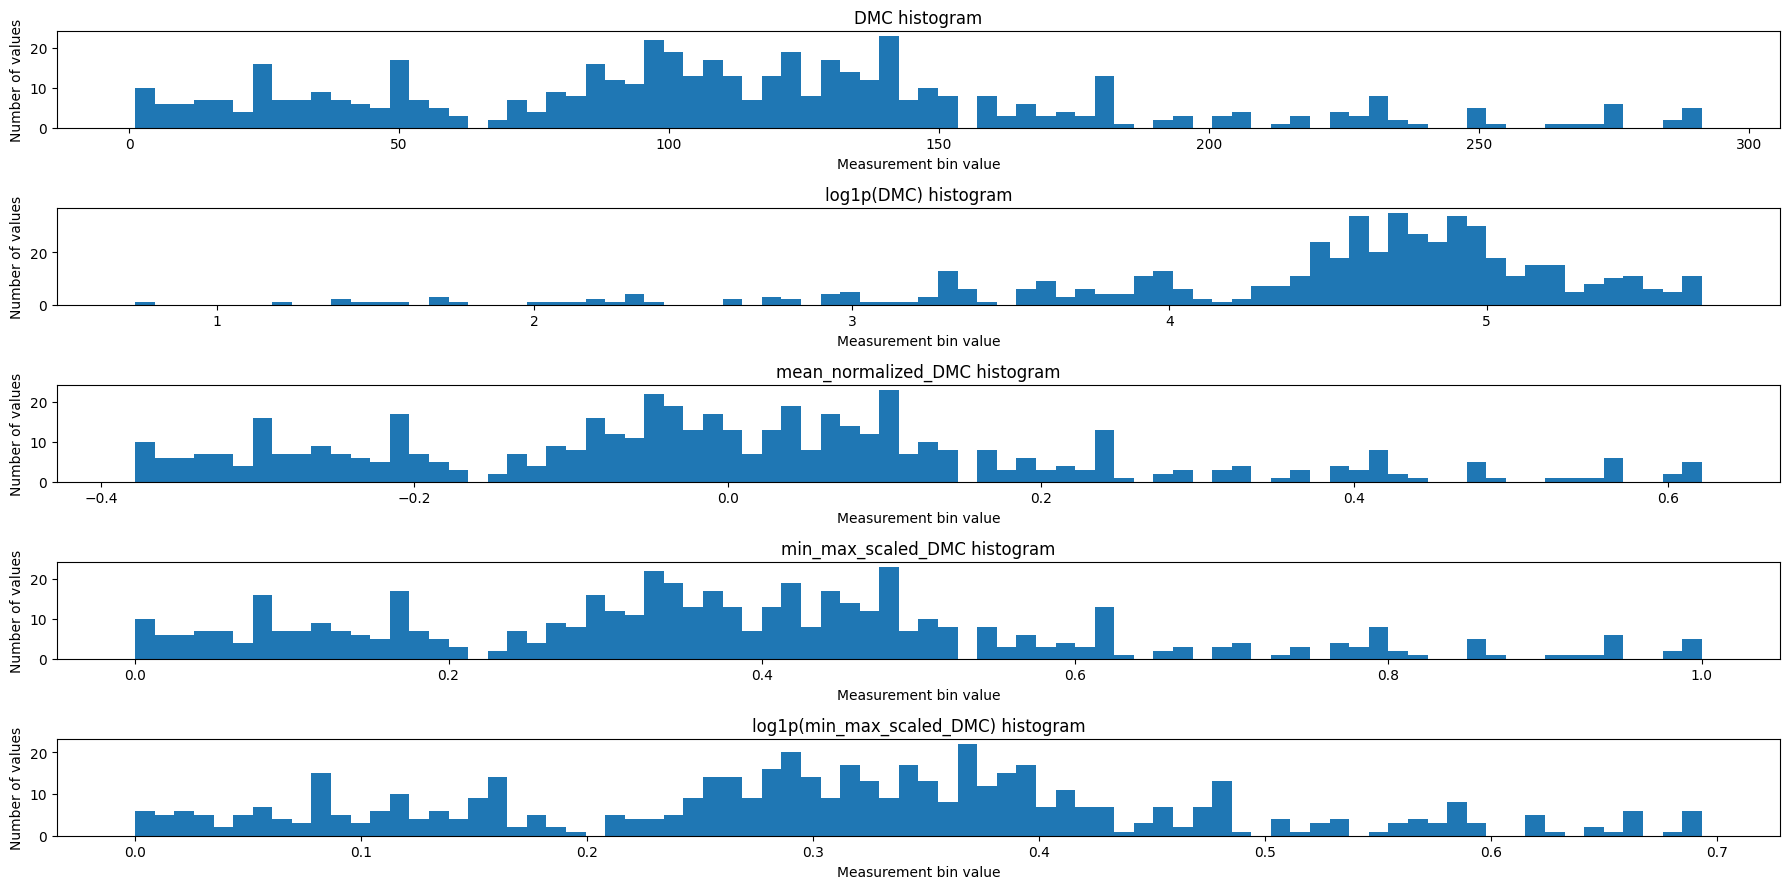 DMC histogram
Number of values
20
10
0
0 50 100 150 200 250 300
Measurement bin value
log1p(DMC) histogram
Number of values
20
0
1 2 3 4 5
Measurement bin value
mean_normalized_DMC histogram
Number of values
20
10
0
−0.4 −0.2 0.0 0.2 0.4 0.6
Measurement bin value
min_max_scaled_DMC histogram
Number of values
20
10
0
0.0 0.2 0.4 0.6 0.8 1.0
Measurement bin value
log1p(min_max_scaled_DMC) histogram
Number of values
20
10
0
0.0 0.1 0.2 0.3 0.4 0.5 0.6 0.7
Measurement bin value